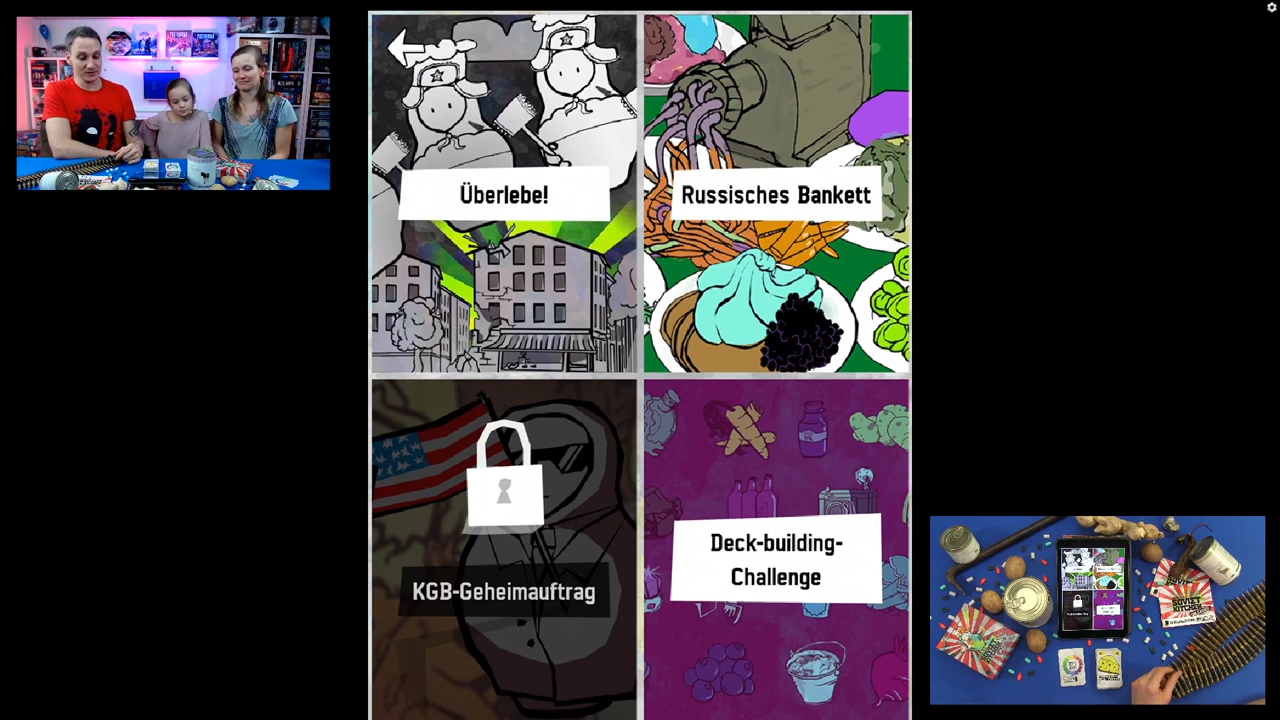 Überlebe!
Russisches Bankett
KGB-Geheimauftrag
Deck-building-
Challenge